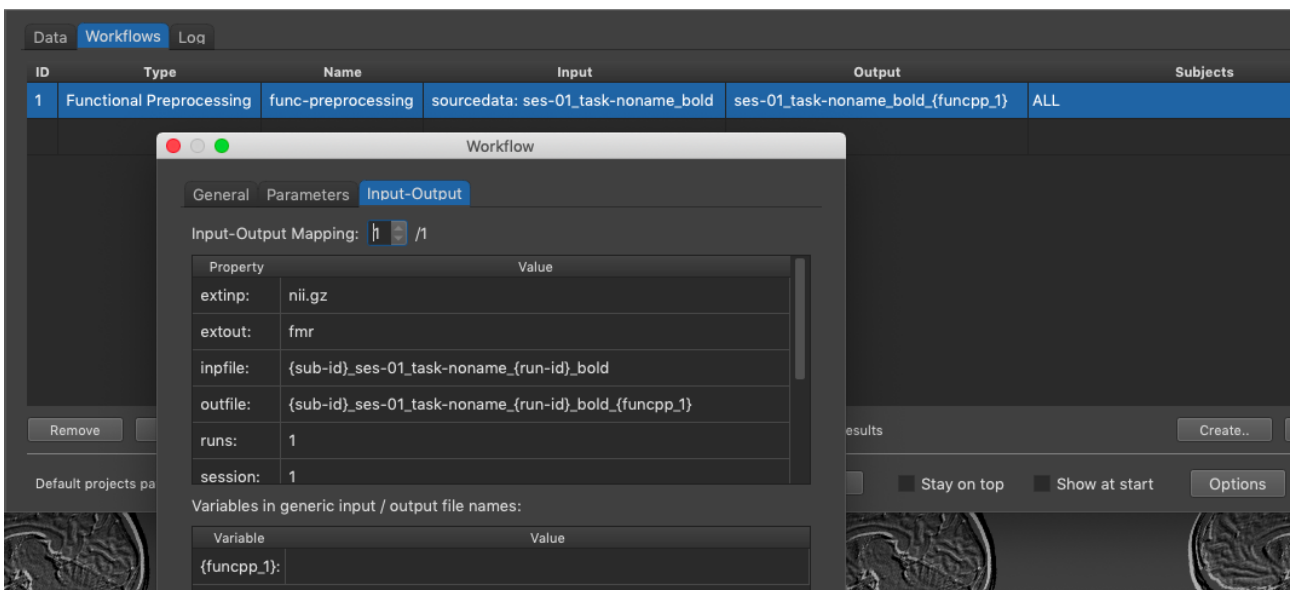 Data Workflows Log
ID Type Name Input Output Subjects
1 Functional Preprocessing func-preprocessing sourcedata: ses-01_task-noname_bold ses-01_task-noname_bold_{funcpp_1} ALL
Workflow
General Parameters Input-Output
Input-Output Mapping: 1 /1
Property Value
extinp: nii.gz
extout: fmr
inpfile: {sub-id}_ses-01_task-noname_{run-id}_bold
outfile: {sub-id}_ses-01_task-noname_{run-id}_bold_{funcpp_1}
Remove esults Create..
runs: 1
session: 1
Default projects pa Stay on top Show at start Options
Variables in generic input / output file names:
Variable Value
{funcpp_1}: